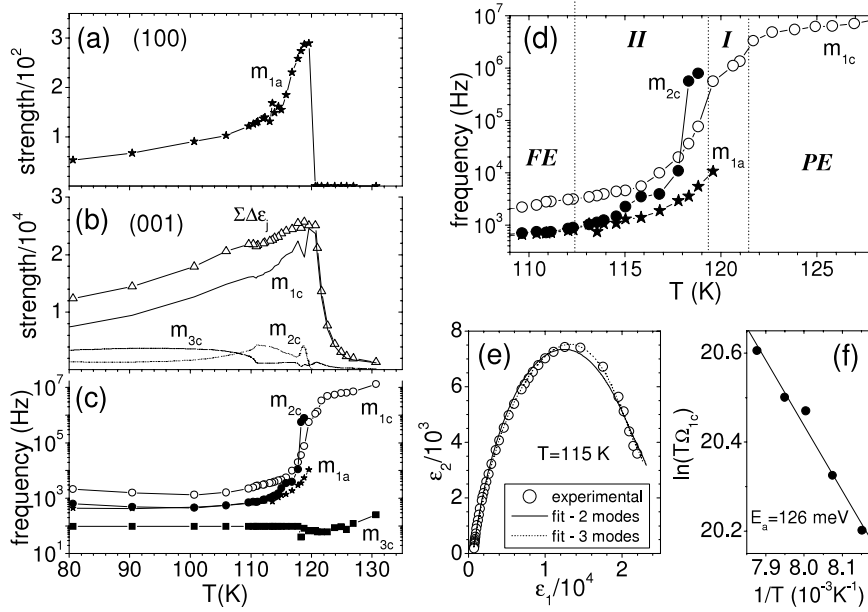 (a) (100)
m1a
strength/10²
3
2
1
(b) (001)
ΣΔεj
m1c
m3c
m2c
strength/10⁴
3
2
1
(c)
m2c
m1c
m1a
m3c
frequency (Hz)
10⁷
10⁵
10³
10¹
80 90 100 110 120 130
T(K)
(d)
II I
m1c
m2c
m1a
FE
PE
frequency (Hz)
10⁷
10⁶
10⁵
10⁴
10³
110 115 120 125
T (K)
(e)
T=115 K
experimental
fit - 2 modes
fit - 3 modes
ε2/10³
8
6
4
2
0
0 1 2
ε1/10⁴
(f)
Ea=126 meV
ln(TΩ1c)
20.6
20.4
20.2
7.9 8.0 8.1
1/T (10⁻³K⁻¹)